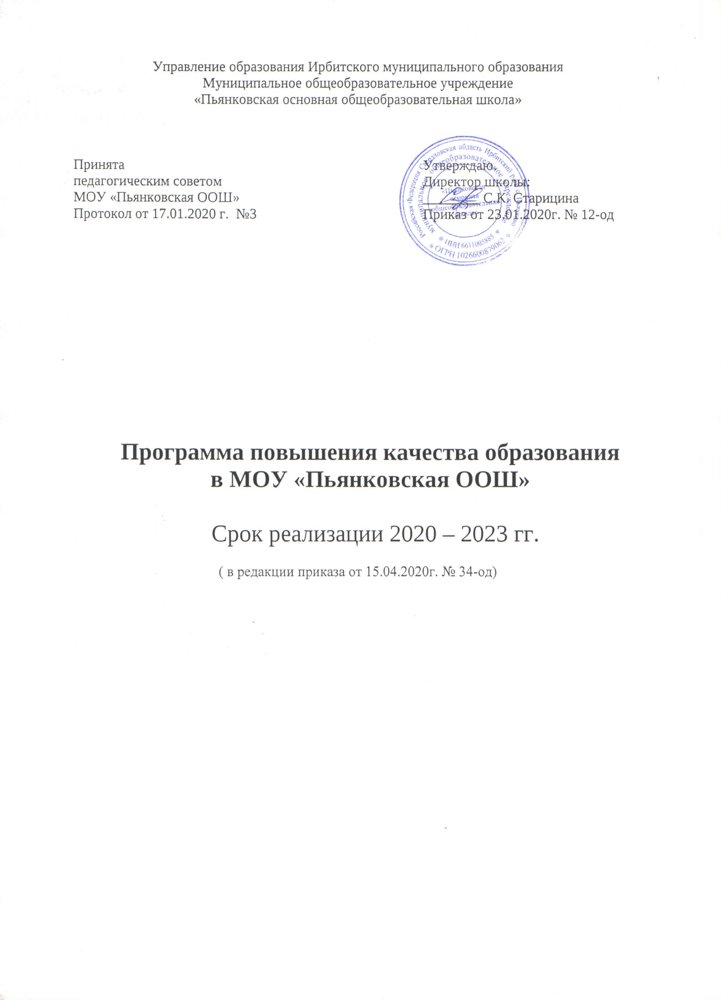 Управление образования Ирбитского муниципального образования
Муниципальное общеобразовательное учреждение
«Пьянковская основная общеобразовательная школа»
Принята
педагогическим советом
МОУ «Пьянковская ООШ»
Протокол от 17.01.2020 г. №3
Утверждаю.
Директор школы:
________ С.К. Старицина
Приказ от 23.01.2020г. № 12-од
Российская Федерация Свердловская область Ирбитский с. Пьянково
муниципальное общеобразовательное учреждение
«Пьянковская
основная
общеобразовательная
школа»
* ИНН 6611005885 *
* ОГРН 1026600879062 *
Программа повышения качества образования
в МОУ «Пьянковская ООШ»
Срок реализации 2020 – 2023 гг.
( в редакции приказа от 15.04.2020г. № 34-од)